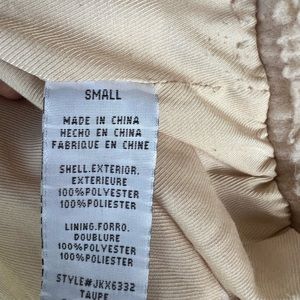 SMALL
MADE IN CHINA
HECHO EN CHINA
FABRIQUE EN CHINE
SHELL.EXTERIOR.
EXTERIEURE
100%POLYESTER
100%POLIESTER
LINING.FORRO.
DOUBLURE
100%POLYESTER
100%POLIESTER
STYLE#JKX6332
TAUPE